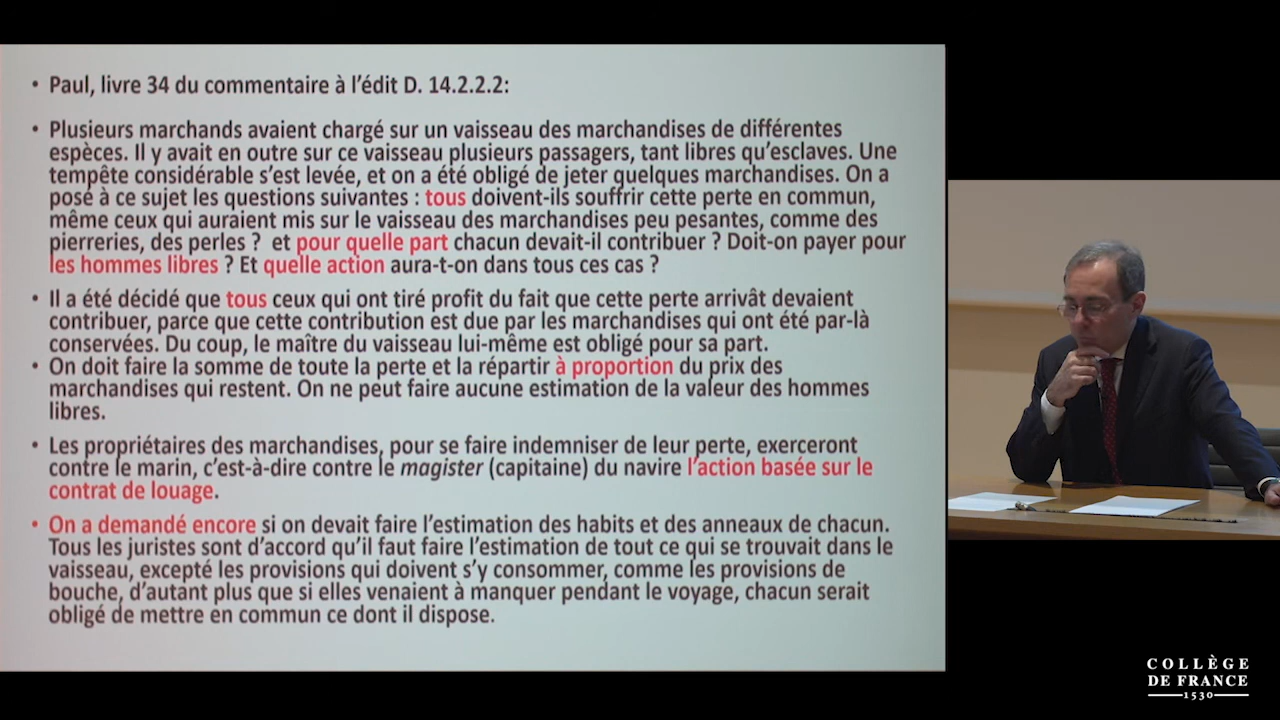 • Paul, livre 34 du commentaire à l'édit D. 14.2.2.2:
• Plusieurs marchands avaient chargé sur un vaisseau des marchandises de différentes
espèces. Il y avait en outre sur ce vaisseau plusieurs passagers, tant libres qu'esclaves. Une
tempête considérable s'est levée, et on a été obligé de jeter quelques marchandises. On a
posé à ce sujet les questions suivantes : tous doivent-ils souffrir cette perte en commun,
même ceux qui auraient mis sur le vaisseau des marchandises peu pesantes, comme des
pierreries, des perles ? et pour quelle part chacun devait-il contribuer ? Doit-on payer pour
les hommes libres ? Et quelle action aura-t-on dans tous ces cas ?
• Il a été décidé que tous ceux qui ont tiré profit du fait que cette perte arrivât devaient
contribuer, parce que cette contribution est due par les marchandises qui ont été par-là
conservées. Du coup, le maître du vaisseau lui-même est obligé pour sa part.
• On doit faire la somme de toute la perte et la répartir à proportion du prix des
marchandises qui restent. On ne peut faire aucune estimation de la valeur des hommes
libres.
• Les propriétaires des marchandises, pour se faire indemniser de leur perte, exerceront
contre le marin, c'est-à-dire contre le magister (capitaine) du navire l'action basée sur le
contrat de louage.
• On a demandé encore si on devait faire l'estimation des habits et des anneaux de chacun.
Tous les juristes sont d'accord qu'il faut faire l'estimation de tout ce qui se trouvait dans le
vaisseau, excepté les provisions qui doivent s'y consommer, comme les provisions de
bouche, d'autant plus que si elles venaient à manquer pendant le voyage, chacun serait
obligé de mettre en commun ce dont il dispose.
COLLÈGE
DE FRANCE
1530